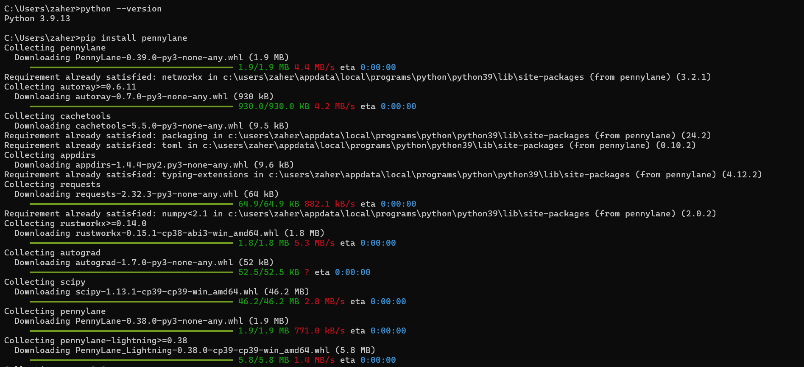 C:\Users\zaher>python --version
Python 3.9.13
C:\Users\zaher>pip install pennylane
Collecting pennylane
Downloading PennyLane-0.39.0-py3-none-any.whl (1.9 MB)
1.9/1.9 MB 4.4 MB/s eta 0:00:00
Requirement already satisfied: networkx in c:\users\zaher\appdata\local\programs\python\python39\lib\site-packages (from pennylane) (3.2.1)
Collecting autoray>=0.6.11
Downloading autoray-0.7.0-py3-none-any.whl (930 kB)
930.0/930.0 KB 4.2 MB/s eta 0:00:00
Collecting cachetools
Downloading cachetools-5.5.0-py3-none-any.whl (9.5 kB)
Requirement already satisfied: packaging in c:\users\zaher\appdata\local\programs\python\python39\lib\site-packages (from pennylane) (24.2)
Requirement already satisfied: toml in c:\users\zaher\appdata\local\programs\python\python39\lib\site-packages (from pennylane) (0.10.2)
Collecting appdirs
Downloading appdirs-1.4.4-py2.py3-none-any.whl (9.6 kB)
Requirement already satisfied: typing-extensions in c:\users\zaher\appdata\local\programs\python\python39\lib\site-packages (from pennylane) (4.12.2)
Collecting requests
Downloading requests-2.32.3-py3-none-any.whl (64 kB)
64.9/64.9 KB 802.1 kB/s eta 0:00:00
Requirement already satisfied: numpy<2.1 in c:\users\zaher\appdata\local\programs\python\python39\lib\site-packages (from pennylane) (2.0.2)
Collecting rustworkx>=0.14.0
Downloading rustworkx-0.15.1-cp38-abi3-win_amd64.whl (1.8 MB)
1.8/1.8 MB 5.3 MB/s eta 0:00:00
Collecting autograd
Downloading autograd-1.7.0-py3-none-any.whl (52 kB)
52.5/52.5 KB ? eta 0:00:00
Collecting scipy
Downloading scipy-1.13.1-cp39-cp39-win_amd64.whl (46.2 MB)
46.2/46.2 MB 2.8 MB/s eta 0:00:00
Collecting pennylane
Downloading PennyLane-0.38.0-py3-none-any.whl (1.9 MB)
1.9/1.9 MB 771.0 kB/s eta 0:00:00
Collecting pennylane-lightning>=0.38
Downloading PennyLane_Lightning-0.38.0-cp39-cp39-win_amd64.whl (5.8 MB)
5.8/5.8 MB 1.4 MB/s eta 0:00:00